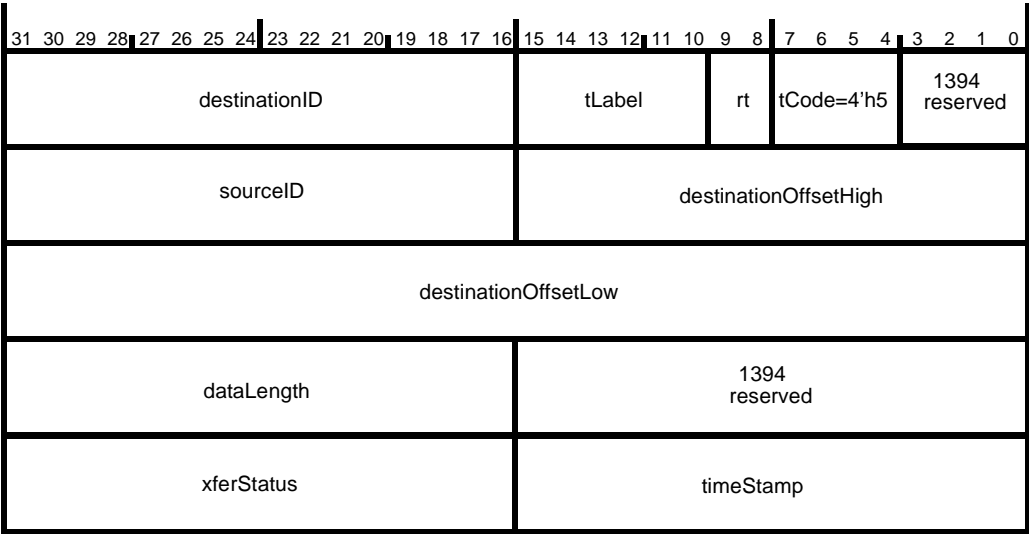 31 30 29 28 27 26 25 24 23 22 21 20 19 18 17 16 15 14 13 12 11 10 9 8 7 6 5 4 3 2 1 0
destinationID tLabel rt tCode=4'h5 1394
reserved
sourceID destinationOffsetHigh
destinationOffsetLow
dataLength 1394
reserved
xferStatus timeStamp